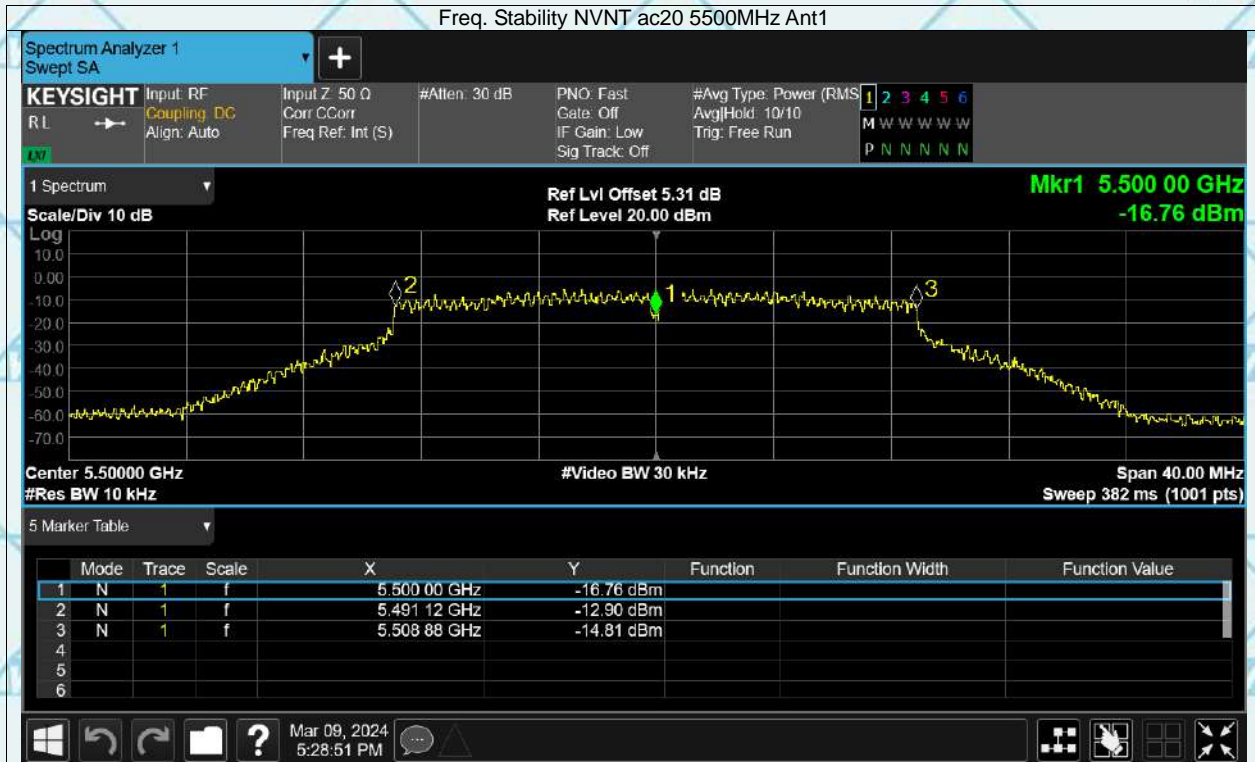 Freq. Stability NVNT ac20 5500MHz Ant1
Spectrum Analyzer 1
Swept SA
+
KEYSIGHT Input: RF Input Z: 50 Ω #Atten: 30 dB PNO: Fast #Avg Type: Power (RMS 1 2 3 4 5 6
RL Coupling: DC Corr CCorr Gate: Off Avg|Hold: 10/10 M W W W W W
Align: Auto Freq Ref: Int (S) IF Gain: Low Trig: Free Run
LXI Sig Track: Off P N N N N N
1 Spectrum Ref Lvl Offset 5.31 dB Mkr1 5.500 00 GHz
Scale/Div 10 dB Ref Level 20.00 dBm -16.76 dBm
Log
10.0
0.00
-10.0
-20.0
-30.0
-40.0
-50.0
-60.0
-70.0
2
1
3
Center 5.50000 GHz #Video BW 30 kHz Span 40.00 MHz
#Res BW 10 kHz Sweep 382 ms (1001 pts)
5 Marker Table
Mode Trace Scale X Y Function Function Width Function Value
1 N 1 f 5.500 00 GHz -16.76 dBm
2 N 1 f 5.491 12 GHz -12.90 dBm
3 N 1 f 5.508 88 GHz -14.81 dBm
4
5
6
? Mar 09, 2024
5:28:51 PM